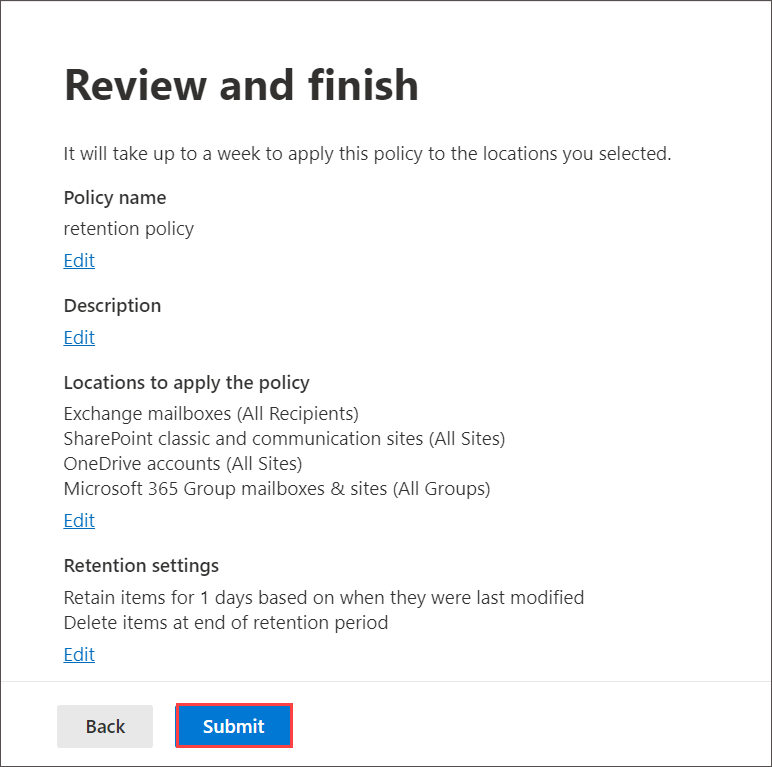 Review and finish
It will take up to a week to apply this policy to the locations you selected.
Policy name
retention policy
Edit
Description
Edit
Locations to apply the policy
Exchange mailboxes (All Recipients)
SharePoint classic and communication sites (All Sites)
OneDrive accounts (All Sites)
Microsoft 365 Group mailboxes & sites (All Groups)
Edit
Retention settings
Retain items for 1 days based on when they were last modified
Delete items at end of retention period
Edit
Back
Submit